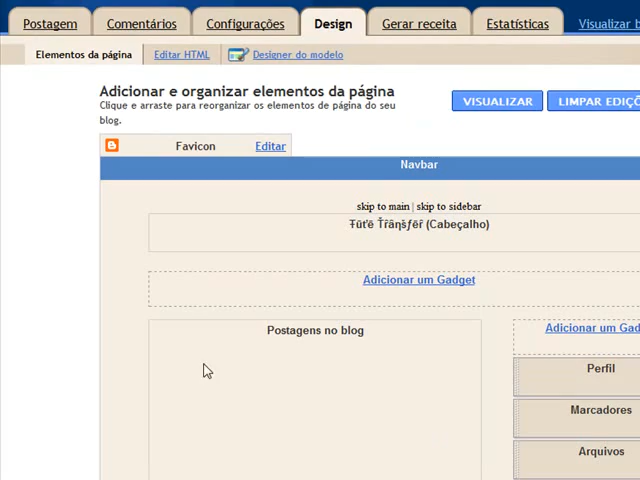 Postagem Comentários Configurações Design Gerar receita Estatísticas Visualizar b
Elementos da página Editar HTML Designer do modelo
Adicionar e organizar elementos da página
Clique e arraste para reorganizar os elementos de página do seu
blog.
VISUALIZAR LIMPAR EDIÇÕ
Favicon Editar
Navbar
skip to main | skip to sidebar
(Cabeçalho)
Adicionar um Gadget
Postagens no blog
Adicionar um Gad
Perfil
Marcadores
Arquivos